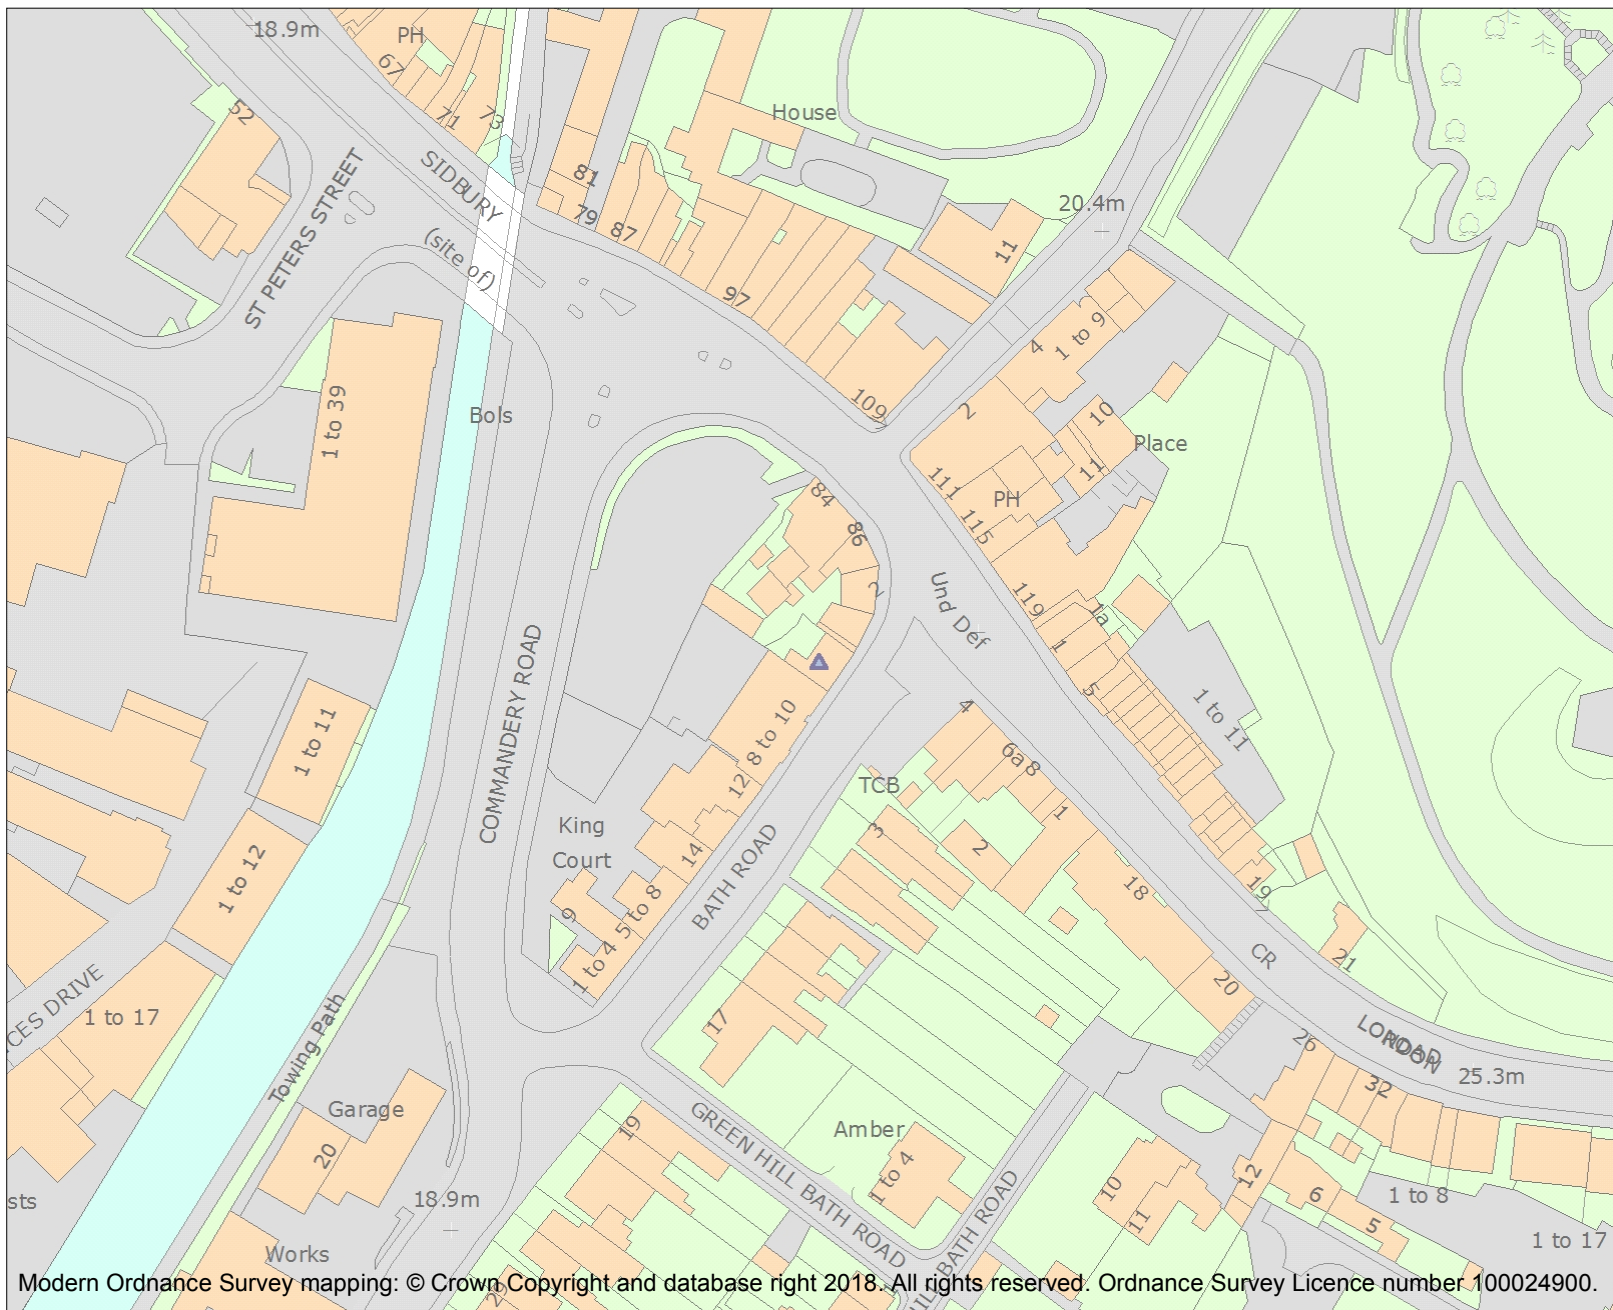 18.9m
PH
67
71
73
52
SIDBURY
(site of)
ST PETERS STREET
81
79
87
97
109
House
11
20.4m
4
1 to 9
2
10
11
Place
111
PH
115
119
1a
1
5
1 to 11
19
21
1 to 39
Bols
84
86
2
Und
Def
COMMANDERY ROAD
8 to 10
12
14
King
Court
9
5 to 8
1 to 4
BATH ROAD
TCB
4
6a
8
1
3
2
18
20
CR
LONDON
ROAD
25.3m
26
32
1 to 11
1 to 12
CES DRIVE
1 to 17
Towing Path
Garage
20
18.9m
Works
sts
17
19
29
GREEN HILL BATH ROAD
Amber
1 to 4
HILL BATH ROAD
10
11
12
6
5
1 to 8
1 to 17
Modern Ordnance Survey mapping: © Crown Copyright and database right 2018. All rights reserved. Ordnance Survey Licence number 100024900.